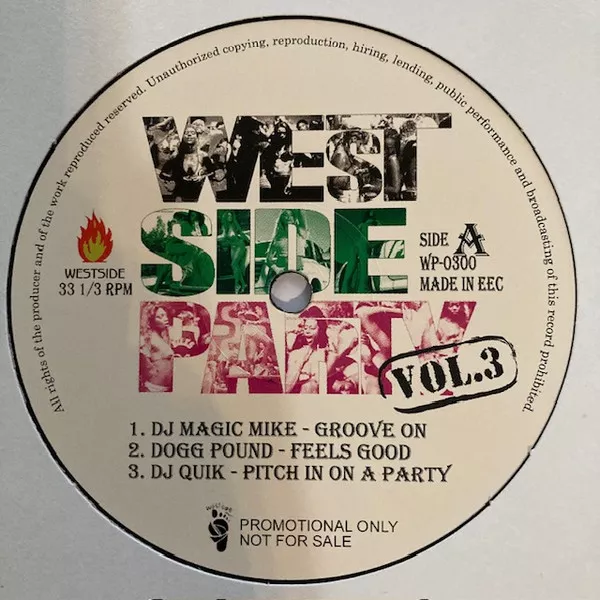 All rights of the producer and of the work reproduced reserved. Unauthorized copying, reproduction, hiring, lending, public performance and broadcasting of this record prohibited.
WEST
SIDE
PARTY
VOL.3
WESTSIDE
33 1/3 RPM
SIDE A
WP-0300
MADE IN EEC
1. DJ MAGIC MIKE - GROOVE ON
2. DOGG POUND - FEELS GOOD
3. DJ QUIK - PITCH IN ON A PARTY
PROMOTIONAL ONLY
NOT FOR SALE